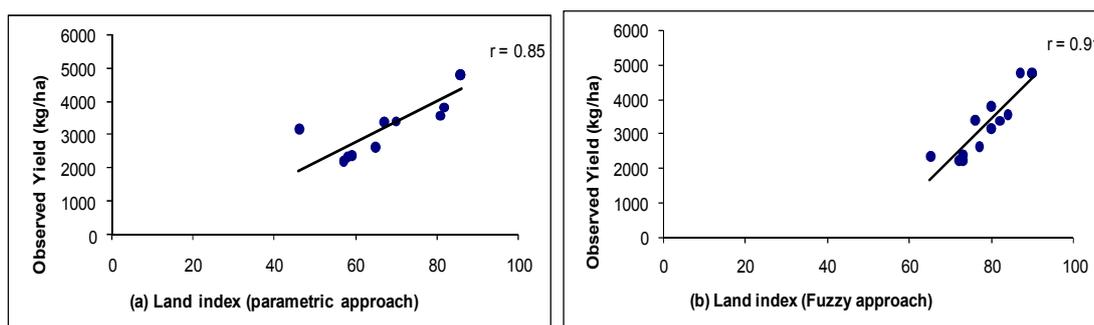 6000
5000
4000
3000
2000
1000
0
0 20 40 60 80 100
Observed Yield (kg/ha)
r = 0.85
(a) Land index (parametric approach)
6000
5000
4000
3000
2000
1000
0
0 20 40 60 80 100
Observed Yield (kg/ha)
r = 0.91
(b) Land index (Fuzzy approach)